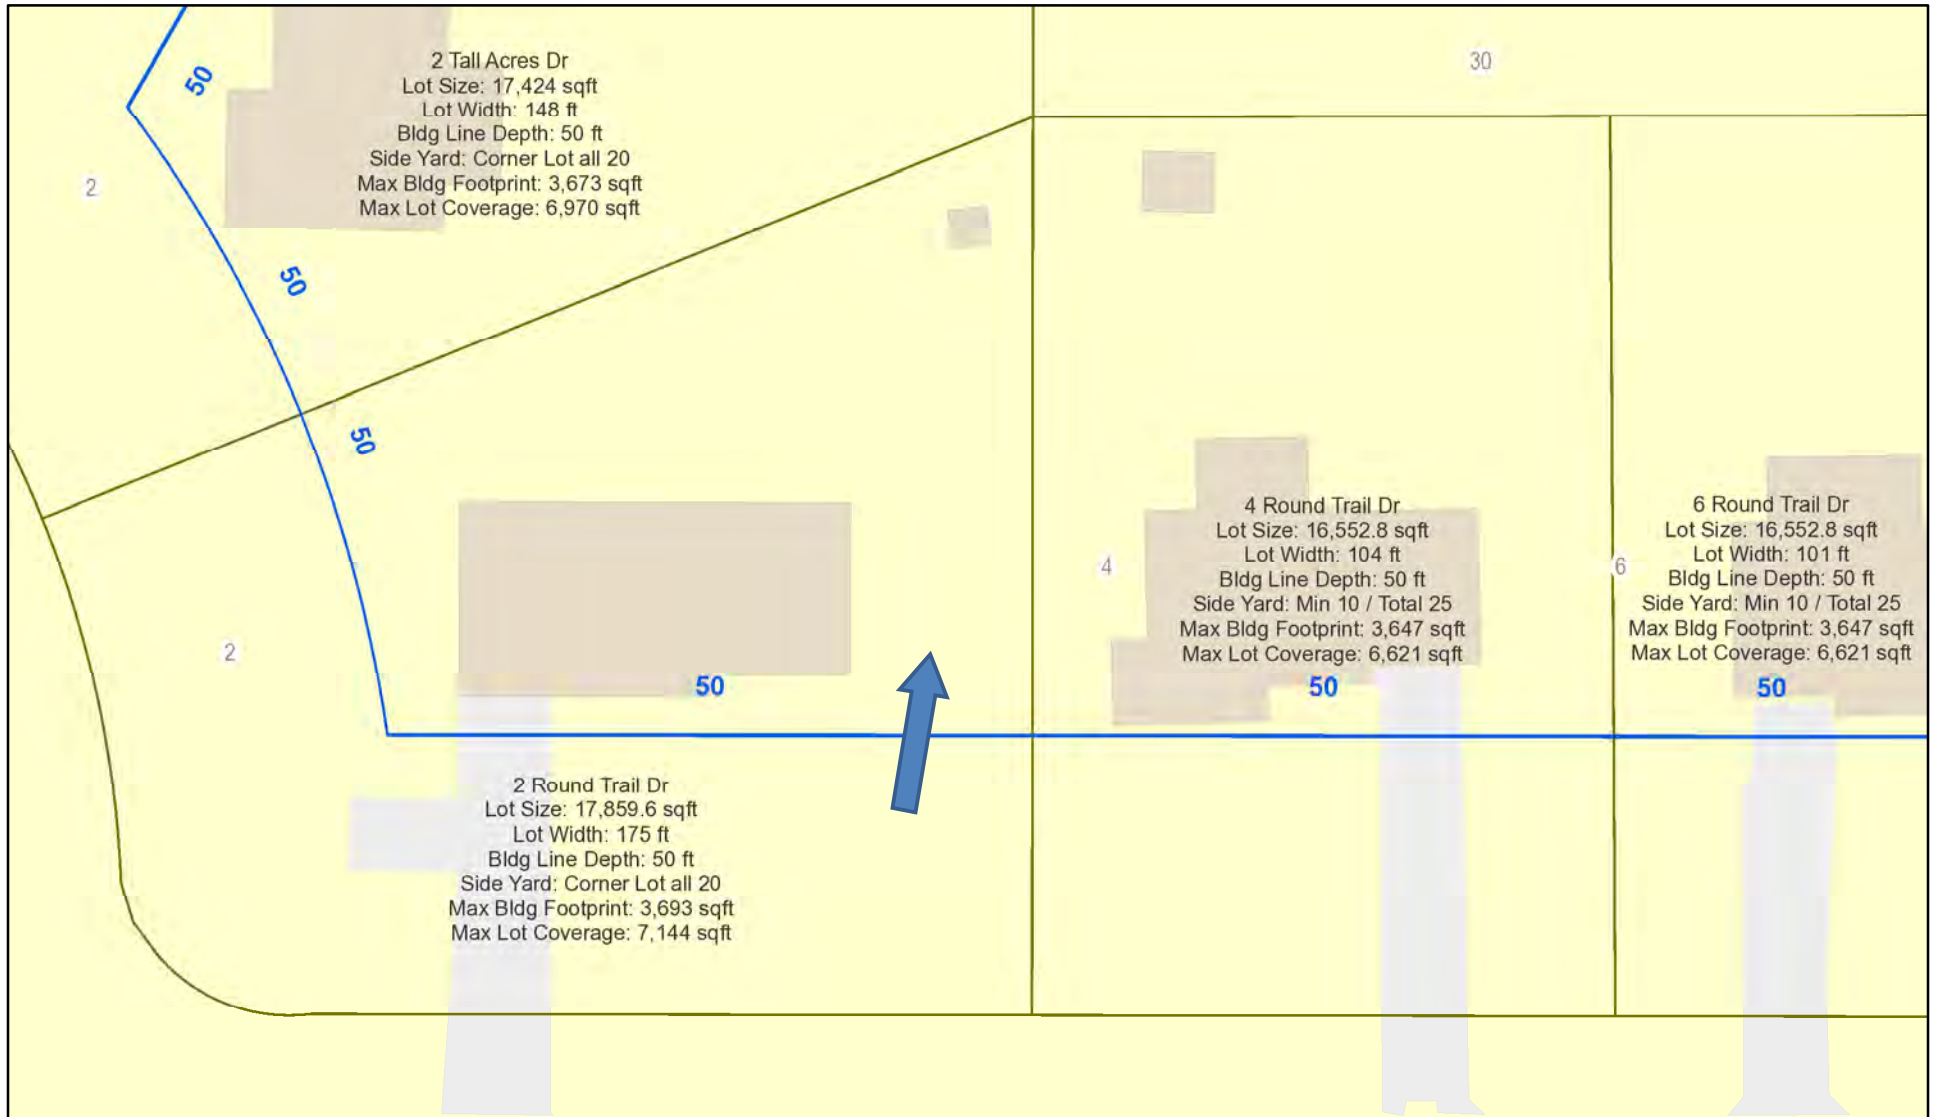 2 Tall Acres Dr
Lot Size: 17,424 sqft
Lot Width: 148 ft
Bldg Line Depth: 50 ft
Side Yard: Corner Lot all 20
Max Bldg Footprint: 3,673 sqft
Max Lot Coverage: 6,970 sqft
30
50
2
50
50
4 Round Trail Dr
Lot Size: 16,552.8 sqft
Lot Width: 104 ft
Bldg Line Depth: 50 ft
Side Yard: Min 10 / Total 25
Max Bldg Footprint: 3,647 sqft
Max Lot Coverage: 6,621 sqft
4
50
6 Round Trail Dr
Lot Size: 16,552.8 sqft
Lot Width: 101 ft
Bldg Line Depth: 50 ft
Side Yard: Min 10 / Total 25
Max Bldg Footprint: 3,647 sqft
Max Lot Coverage: 6,621 sqft
6
50
2
50
2 Round Trail Dr
Lot Size: 17,859.6 sqft
Lot Width: 175 ft
Bldg Line Depth: 50 ft
Side Yard: Corner Lot all 20
Max Bldg Footprint: 3,693 sqft
Max Lot Coverage: 7,144 sqft